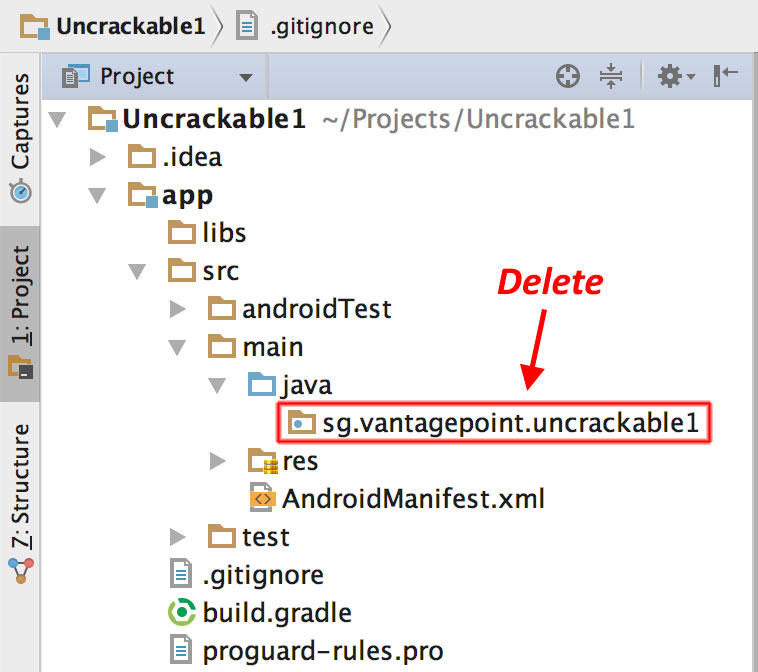 Uncrackable1 .gitignore
Captures
1: Project
7: Structure
Project
Uncrackable1 ~/Projects/Uncrackable1
.idea
app
libs
src
Delete
androidTest
main
java
sg.vantagepoint.uncrackable1
res
AndroidManifest.xml
test
.gitignore
build.gradle
proguard-rules.pro